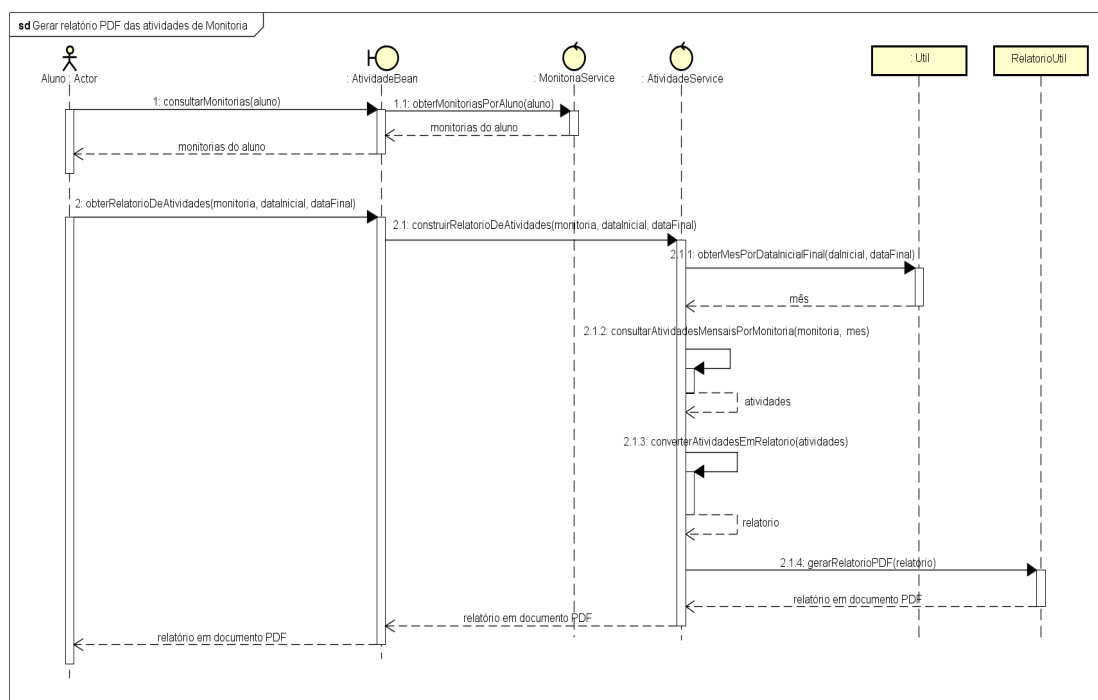 sd Gerar relatório PDF das atividades de Monitoria
Aluno : Actor
: AtividadeBean
: MonitoriaService
: AtividadeService
: Util
RelatorioUtil
1: consultarMonitorias(aluno)
1.1: obterMonitoriasPorAluno(aluno)
monitorias do aluno
monitorias do aluno
2: obterRelatorioDeAtividades(monitoria, dataInicial, dataFinal)
2.1: construirRelatorioDeAtividades(monitoria, dataInicial, dataFinal)
2.1.1: obterMesPorDataInicialFinal(daInicial, dataFinal)
mês
2.1.2: consultarAtividadesMensaisPorMonitoria(monitoria, mes)
atividades
2.1.3: converterAtividadesEmRelatorio(atividades)
relatorio
2.1.4: gerarRelatorioPDF(relatório)
relatório em documento PDF
relatório em documento PDF
relatório em documento PDF